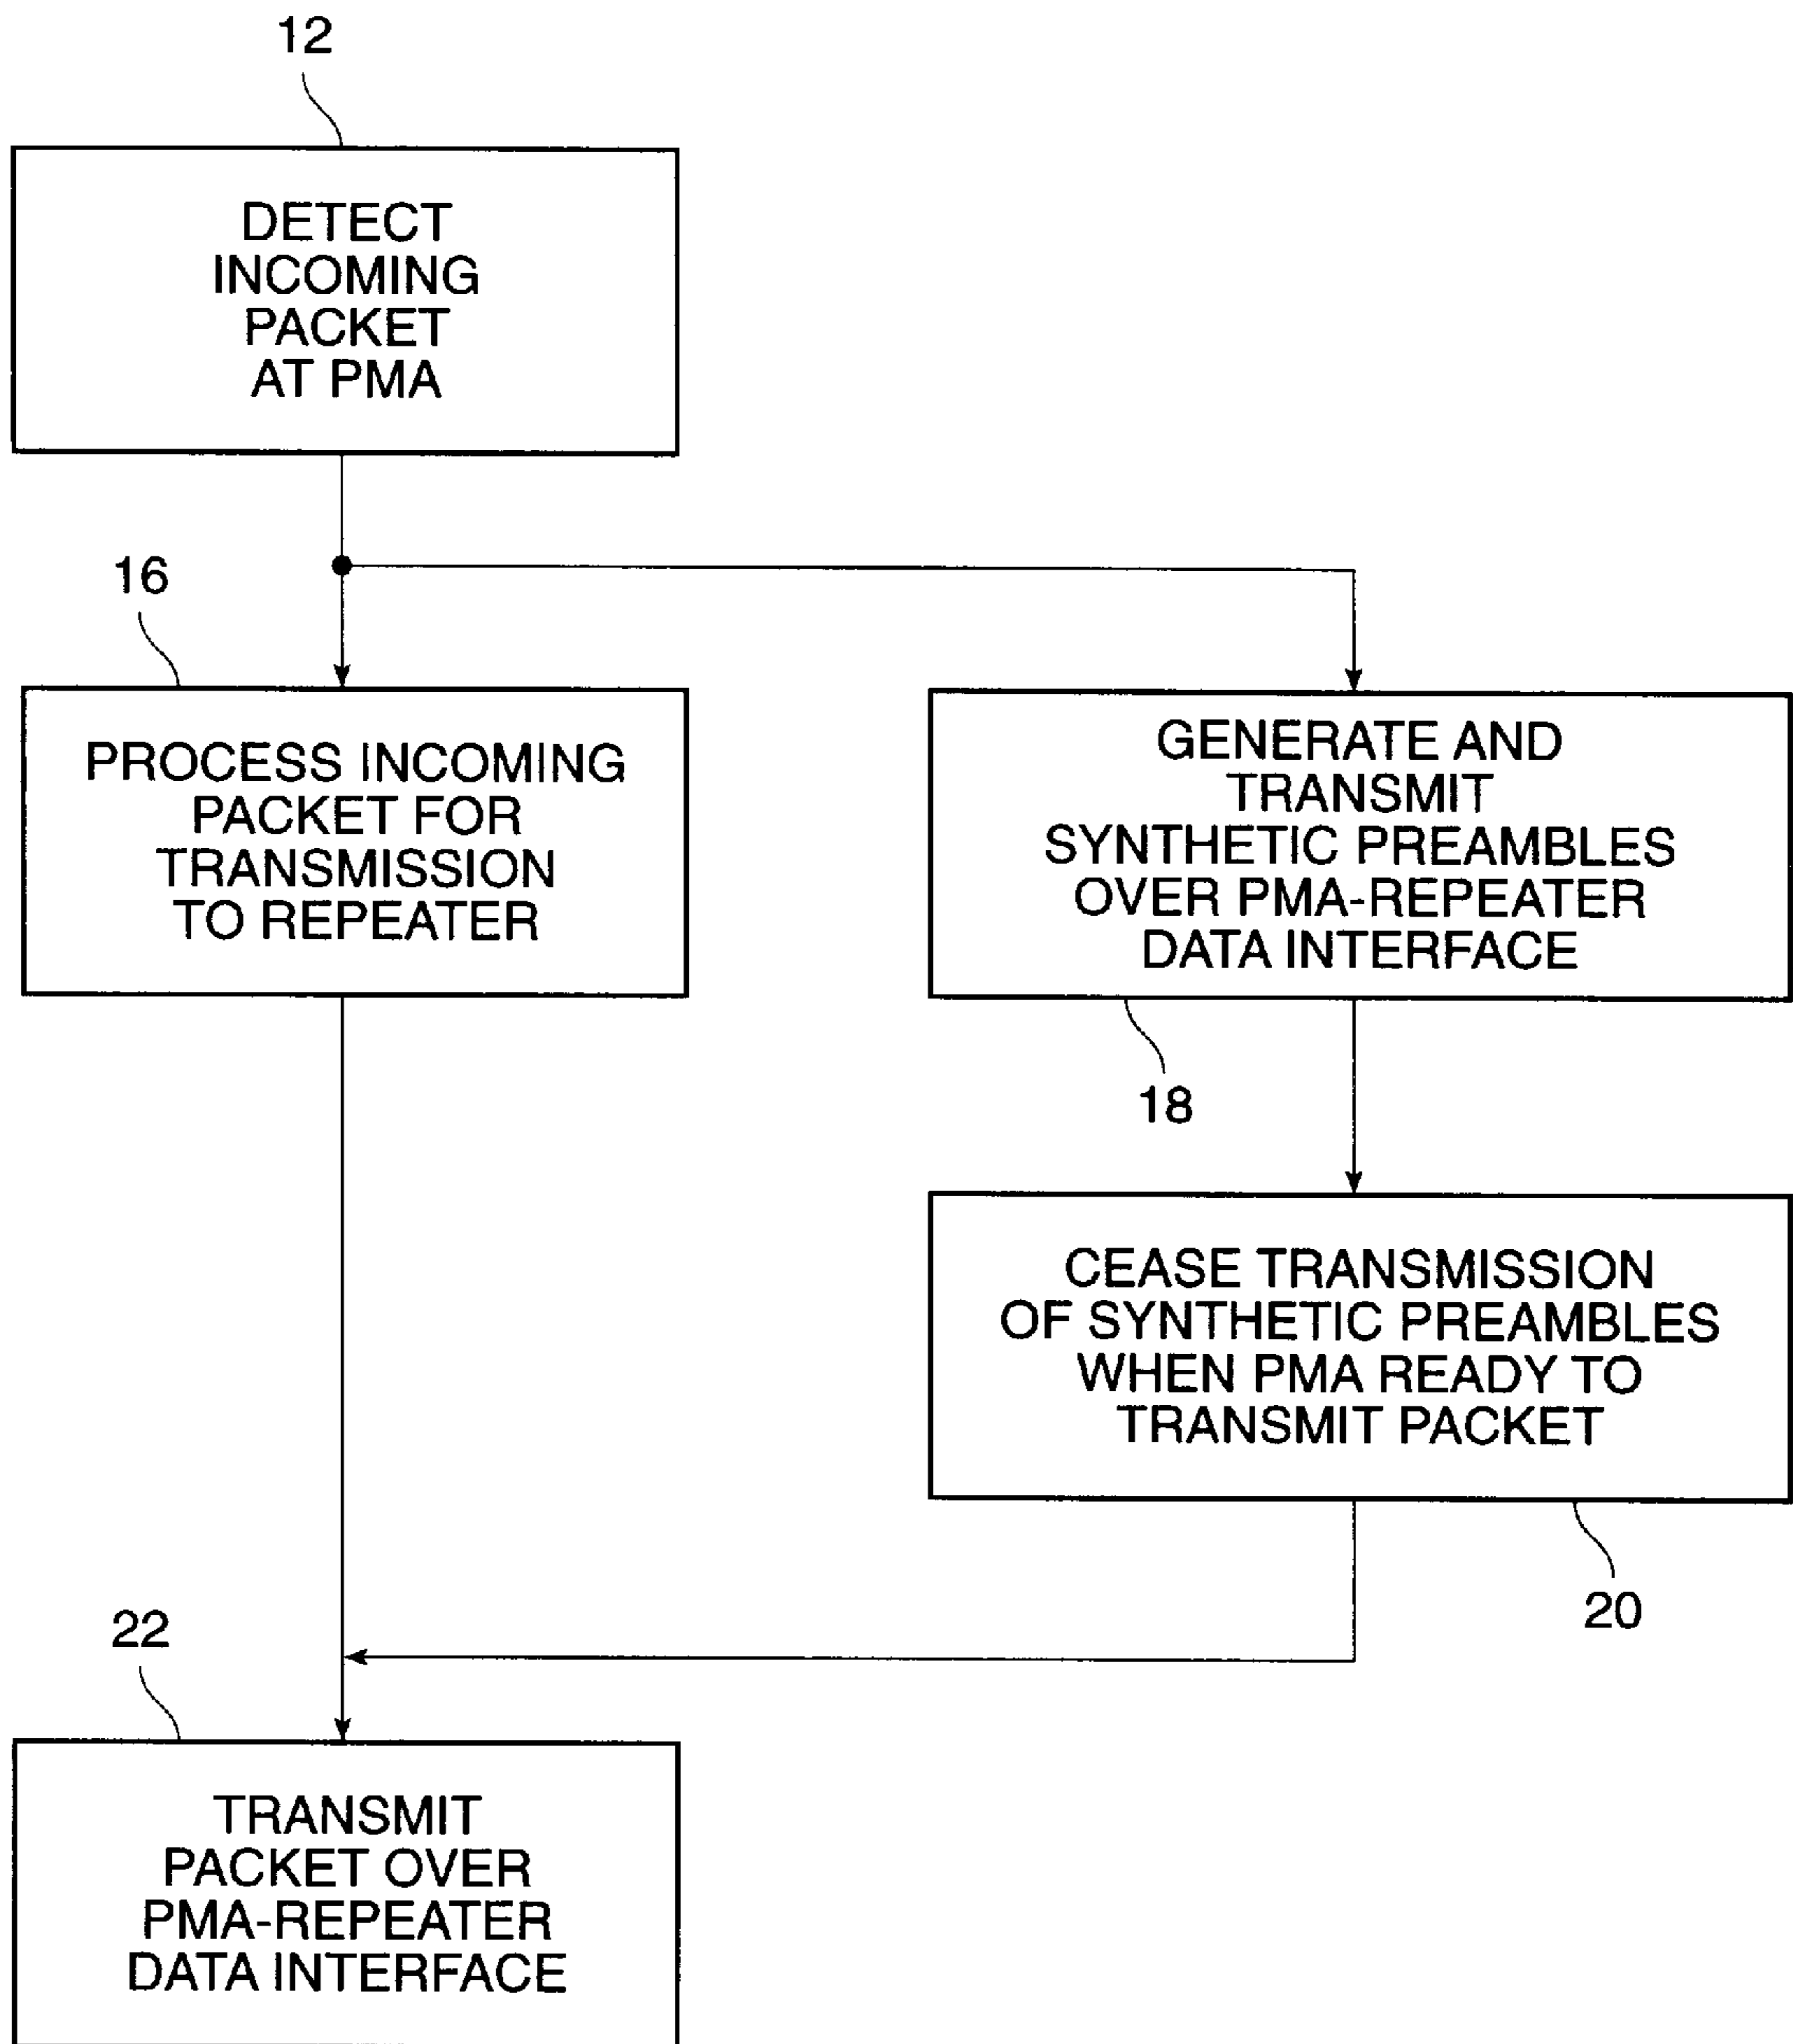 12
DETECT
INCOMING
PACKET
AT PMA
16
PROCESS INCOMING
PACKET FOR
TRANSMISSION
TO REPEATER
GENERATE AND
TRANSMIT
SYNTHETIC PREAMBLES
OVER PMA-REPEATER
DATA INTERFACE
18
CEASE TRANSMISSION
OF SYNTHETIC PREAMBLES
WHEN PMA READY TO
TRANSMIT PACKET
20
22
TRANSMIT
PACKET OVER
PMA-REPEATER
DATA INTERFACE